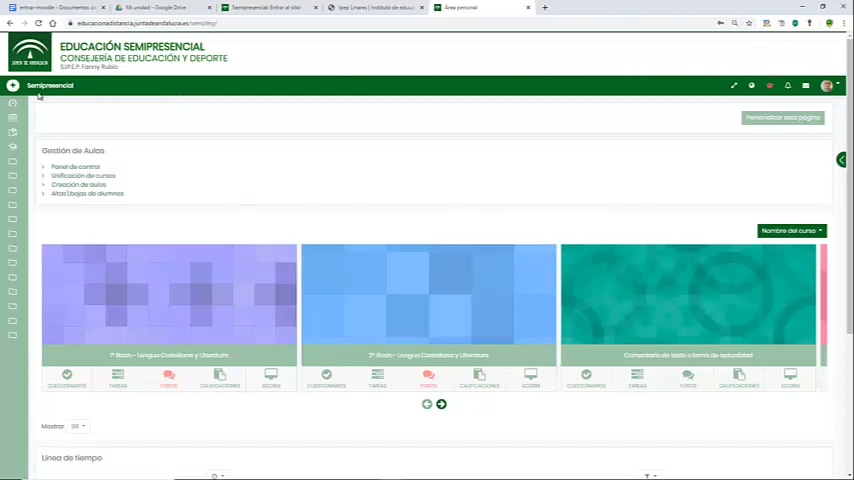 entrar-moodle - Documentos de
Mi unidad - Google Drive
Semipresencial: Entrar al sitio
ipep Linares | Instituto de educa
Área personal
educacionadistancia.juntadeandalucia.es/semi/my/
JUNTA DE ANDALUCIA
EDUCACIÓN SEMIPRESENCIAL
CONSEJERÍA DE EDUCACIÓN Y DEPORTE
S.I.P.E.P. Fanny Rubio
Semipresencial
Personalizar esta página
Gestión de Aulas
Panel de control
Unificación de cursos
Creación de aulas
Altas\bajas de alumnos
Nombre del curso
1º Bach - Lengua Castellana y Literatura
2º Bach - Lengua Castellana y Literatura
Comentario de texto o tema de actualidad
CUESTIONARIOS TAREAS FOROS CALIFICACIONES SCORM
CUESTIONARIOS TAREAS FOROS CALIFICACIONES SCORM
CUESTIONARIOS TAREAS FOROS CALIFICACIONES SCORM
Mostrar 99
Línea de tiempo